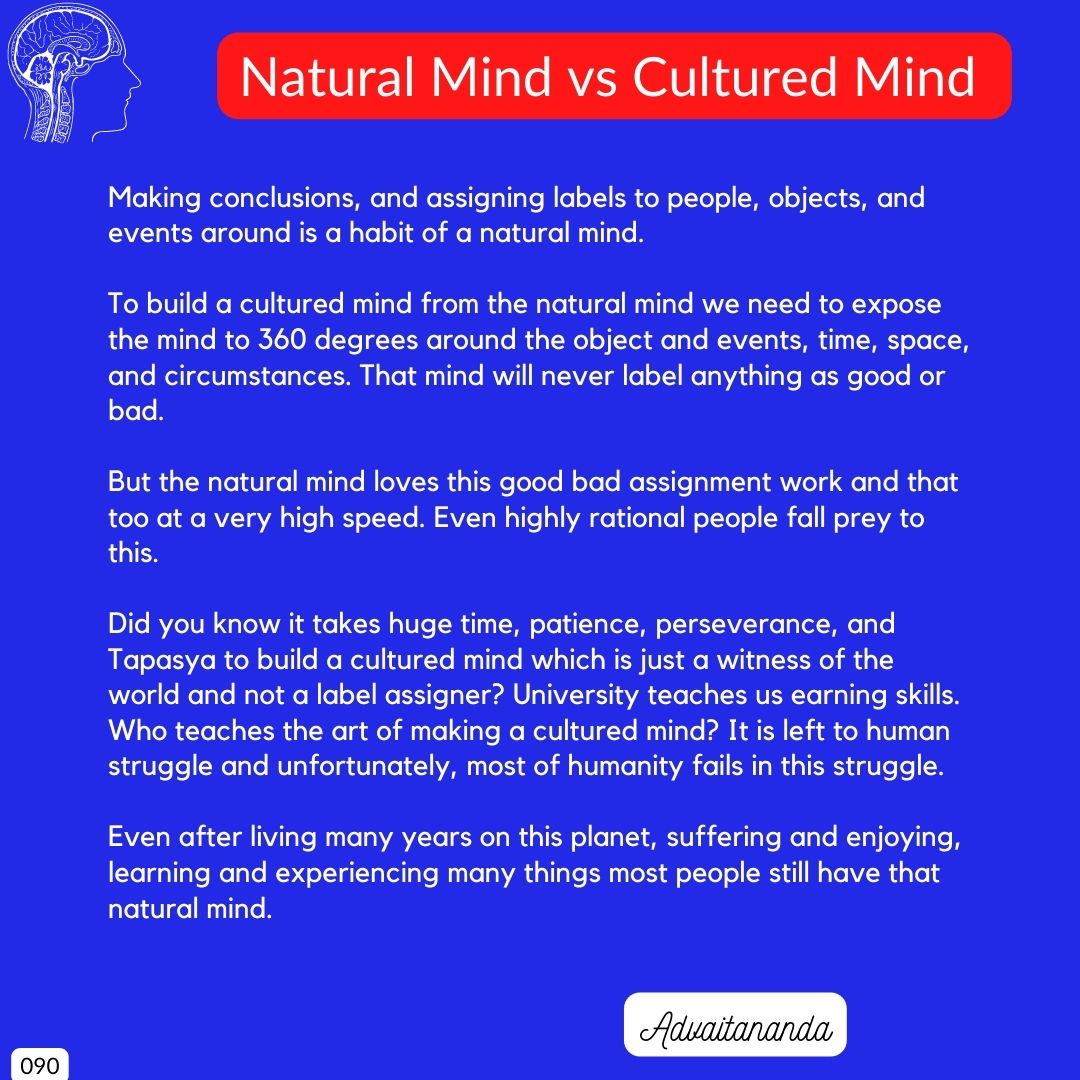 Natural Mind vs Cultured Mind
Making conclusions, and assigning labels to people, objects, and
events around is a habit of a natural mind.
To build a cultured mind from the natural mind we need to expose
the mind to 360 degrees around the object and events, time, space,
and circumstances. That mind will never label anything as good or
bad.
But the natural mind loves this good bad assignment work and that
too at a very high speed. Even highly rational people fall prey to
this.
Did you know it takes huge time, patience, perseverance, and
Tapasya to build a cultured mind which is just a witness of the
world and not a label assigner? University teaches us earning skills.
Who teaches the art of making a cultured mind? It is left to human
struggle and unfortunately, most of humanity fails in this struggle.
Even after living many years on this planet, suffering and enjoying,
learning and experiencing many things most people still have that
natural mind.
Advaitananda
090